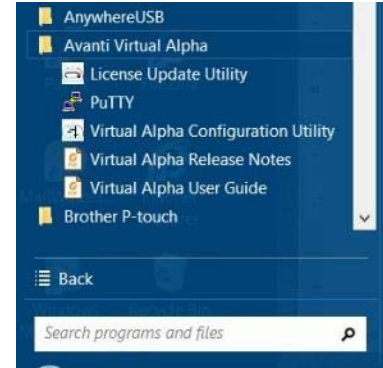 AnywhereUSB
Avanti Virtual Alpha
License Update Utility
PuTTY
Virtual Alpha Configuration Utility
Virtual Alpha Release Notes
Virtual Alpha User Guide
Brother P-touch
Back
Search programs and files